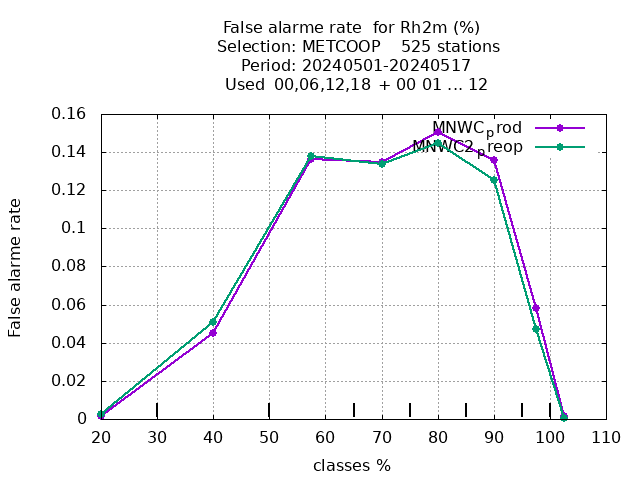 False alarme rate  for Rh2m (%)
Selection: METCOOP    525 stations
Period: 20240501-20240517
Used  00,06,12,18 + 00 01 ... 12
0.16
0.14
0.12
0.1
0.08
0.06
0.04
0.02
0
False alarme rate
MNWC_prod
MNWC2_preop
20 30 40 50 60 70 80 90 100 110
classes %